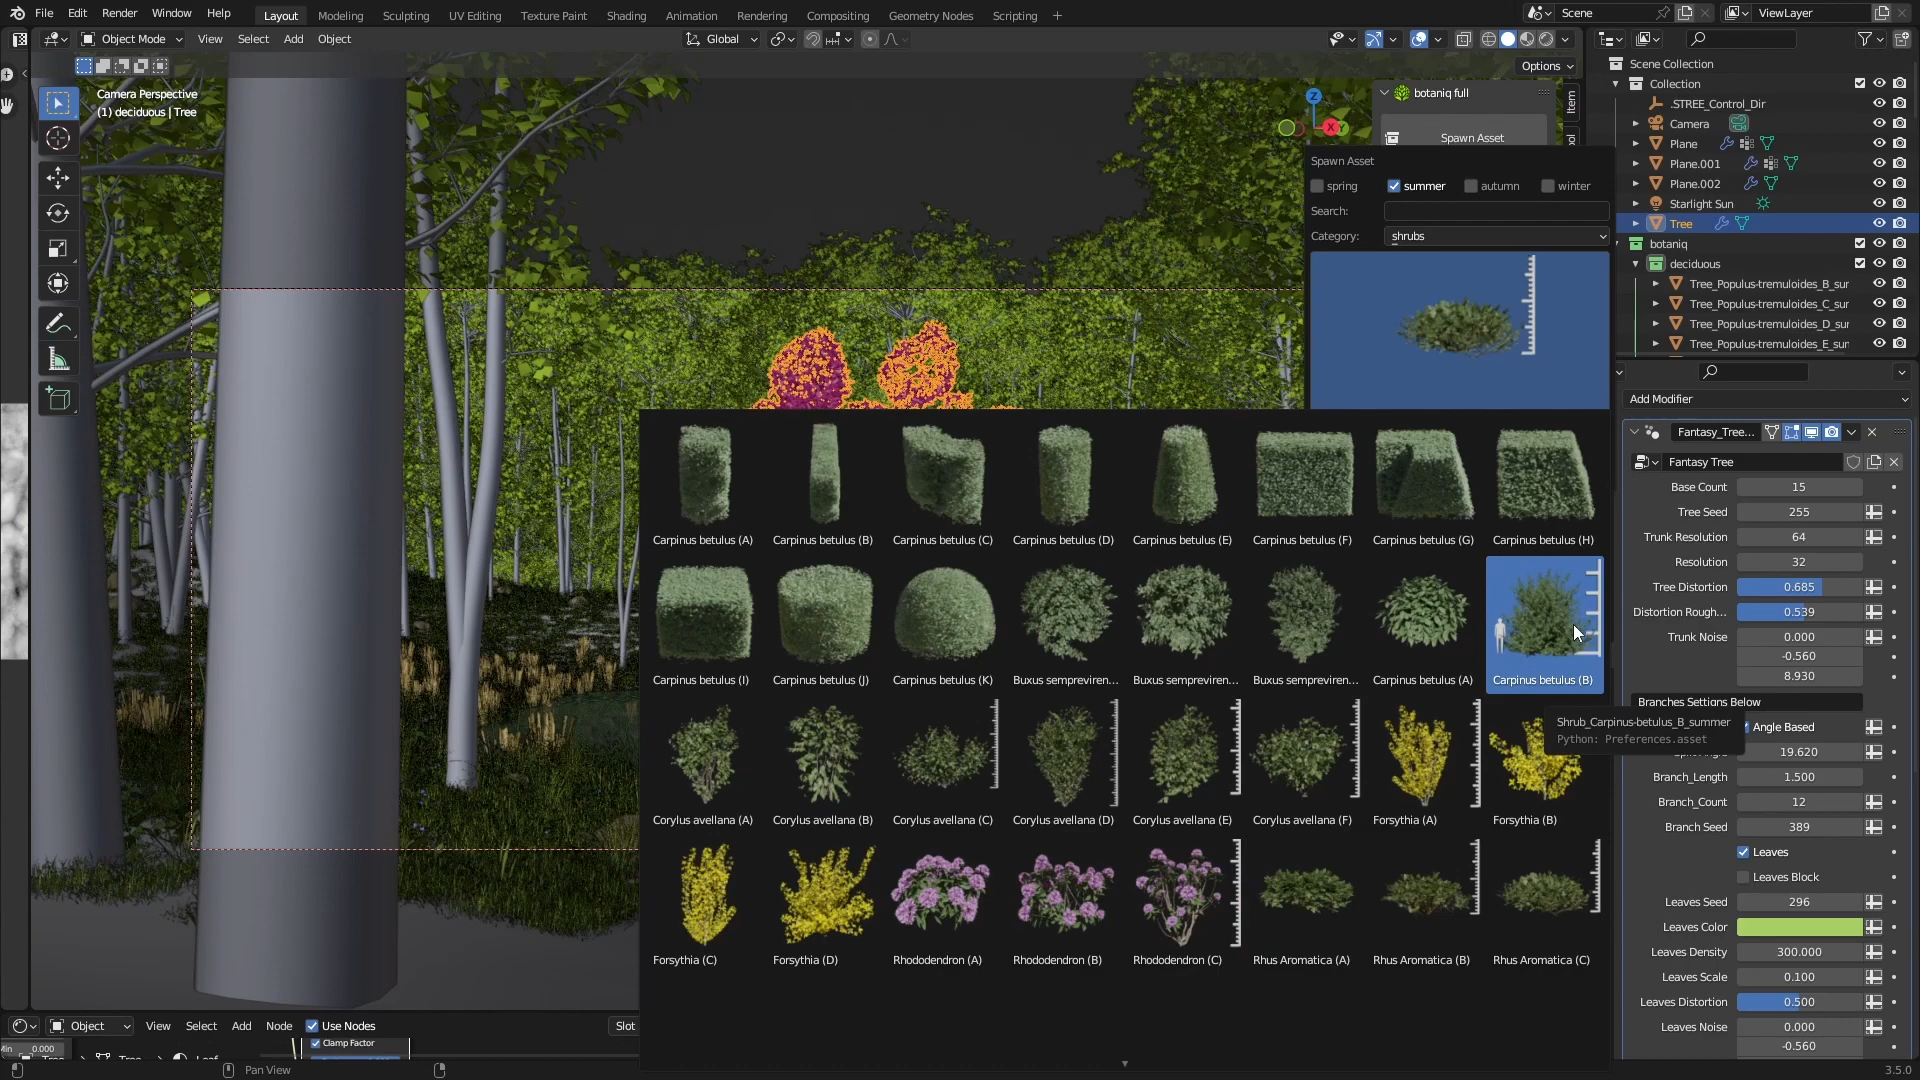 File Edit Render Window Help Layout Modeling Sculpting UV Editing Texture Paint Shading Animation Rendering Compositing Geometry Nodes Scripting Scene ViewLayer
Object Mode View Select Add Object Global
Options
Camera Perspective
(1) deciduous | Tree
botaniq full
Item
Spawn Asset
Spawn Asset
spring summer autumn winter
Search:
Category: shrubs
Carpinus betulus (A) Carpinus betulus (B) Carpinus betulus (C) Carpinus betulus (D) Carpinus betulus (E) Carpinus betulus (F) Carpinus betulus (G) Carpinus betulus (H)
Carpinus betulus (I) Carpinus betulus (J) Carpinus betulus (K) Buxus sempreviren... Buxus sempreviren... Buxus sempreviren... Carpinus betulus (A) Carpinus betulus (B)
Shrub_Carpinus-betulus_B_summer
Python: Preferences.asset
Corylus avellana (A) Corylus avellana (B) Corylus avellana (C) Corylus avellana (D) Corylus avellana (E) Corylus avellana (F) Forsythia (A) Forsythia (B)
Forsythia (C) Forsythia (D) Rhododendron (A) Rhododendron (B) Rhododendron (C) Rhus Aromatica (A) Rhus Aromatica (B) Rhus Aromatica (C)
Scene Collection
Collection
.STREE_Control_Dir
Camera
Plane
Plane.001
Plane.002
Starlight Sun
Tree
botaniq
deciduous
Tree_Populus-tremuloides_B_sur
Tree_Populus-tremuloides_C_sur
Tree_Populus-tremuloides_D_sur
Tree_Populus-tremuloides_E_sur
Add Modifier
Fantasy_Tree...
Fantasy Tree
Base Count 15
Tree Seed 255
Trunk Resolution 64
Resolution 32
Tree Distortion 0.685
Distortion Rough... 0.539
Trunk Noise 0.000
-0.560
8.930
Branches Settigns Below
Angle Based
19.620
Branch_Length 1.500
Branch_Count 12
Branch Seed 389
Leaves
Leaves Block
Leaves Seed 296
Leaves Color
Leaves Density 300.000
Leaves Scale 0.100
Leaves Distortion 0.500
Leaves Noise 0.000
-0.560
Object View Select Add Node Use Nodes Slot
Min 0.000
Clamp Factor
Pan View
3.5.0